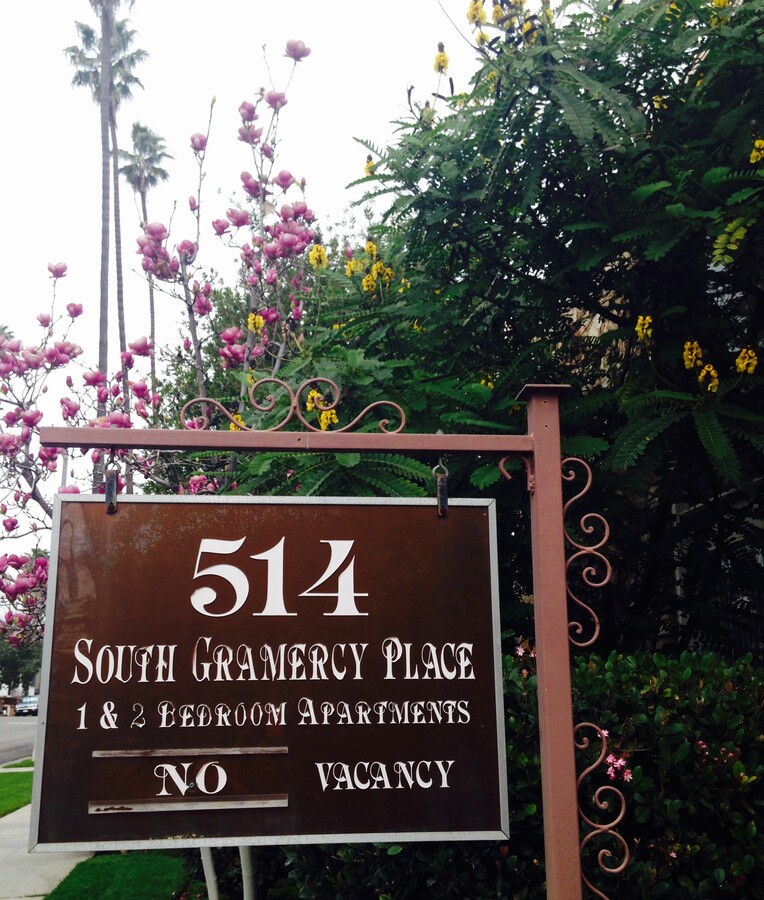 514
South Gramercy Place
1 & 2 Bedroom Apartments
No Vacancy